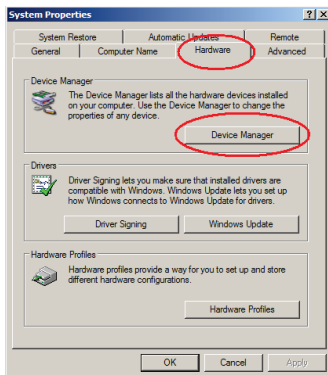 System Properties
System Restore Automatic Updates Remote
General Computer Name Hardware Advanced
Device Manager
The Device Manager lists all the hardware devices installed
on your computer. Use the Device Manager to change the
properties of any device.
Device Manager
Drivers
Driver Signing lets you make sure that installed drivers are
compatible with Windows. Windows Update lets you set up
how Windows connects to Windows Update for drivers.
Driver Signing Windows Update
Hardware Profiles
Hardware profiles provide a way for you to set up and store
different hardware configurations.
Hardware Profiles
OK Cancel Apply